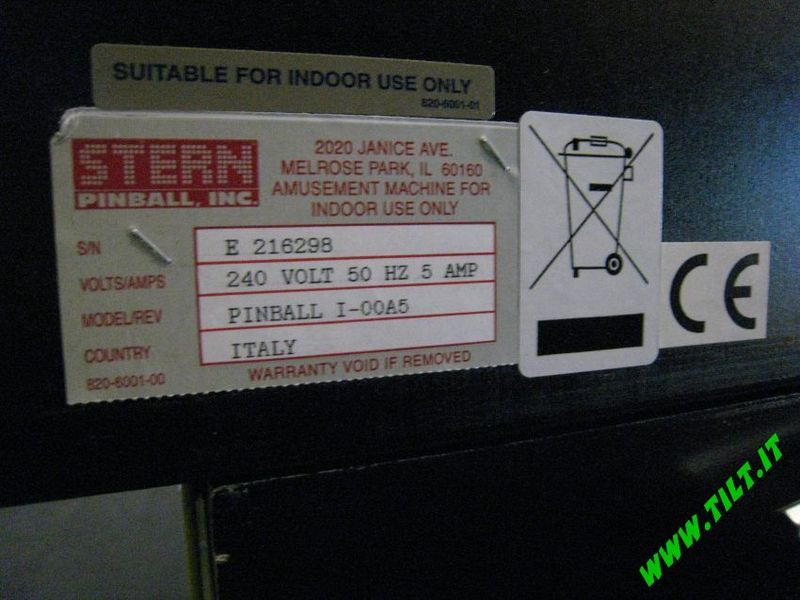 SUITABLE FOR INDOOR USE ONLY
820-6001-01
STERN
PINBALL, INC.
2020 JANICE AVE.
MELROSE PARK, IL 60160
AMUSEMENT MACHINE FOR
INDOOR USE ONLY
S/N E 216298
VOLTS/AMPS 240 VOLT 50 HZ 5 AMP
MODEL/REV PINBALL I-00A5
COUNTRY ITALY
820-6001-00 WARRANTY VOID IF REMOVED
CE
WWW.TILT.IT